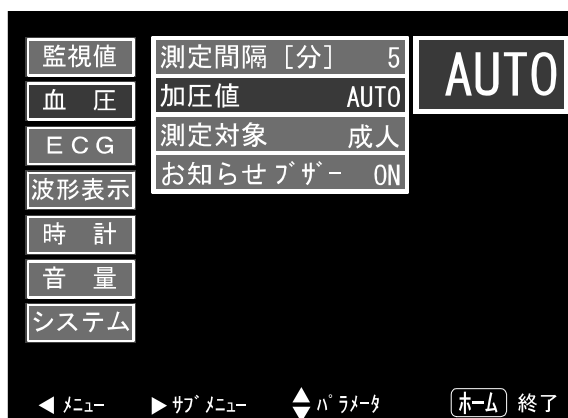 監視値
血 圧
ECG
波形表示
時 計
音 量
システム
測定間隔 [分] 5
加圧値 AUTO
測定対象 成人
お知らせブザー ON
AUTO
◀ メニュー ▶ サブメニュー ◆ パラメータ ホーム 終了